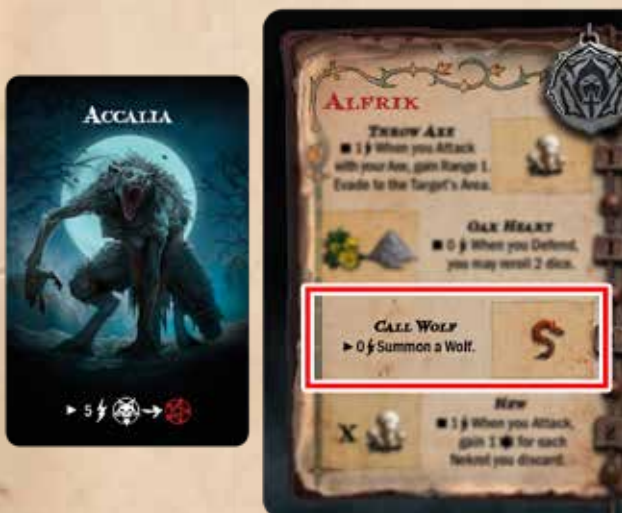 ACCALIA
► 5
ALFRIK
THROW AXE
■ 1 When you Attack
with your Axe, gain Range 1.
Evade to the Target's Area.
OAK HEART
■ 0 When you Defend,
you may reroll 2 dice.
CALL WOLF
► 0 Summon a Wolf.
HEW
X
■ 1 When you Attack,
gain 1 for each
you discard.